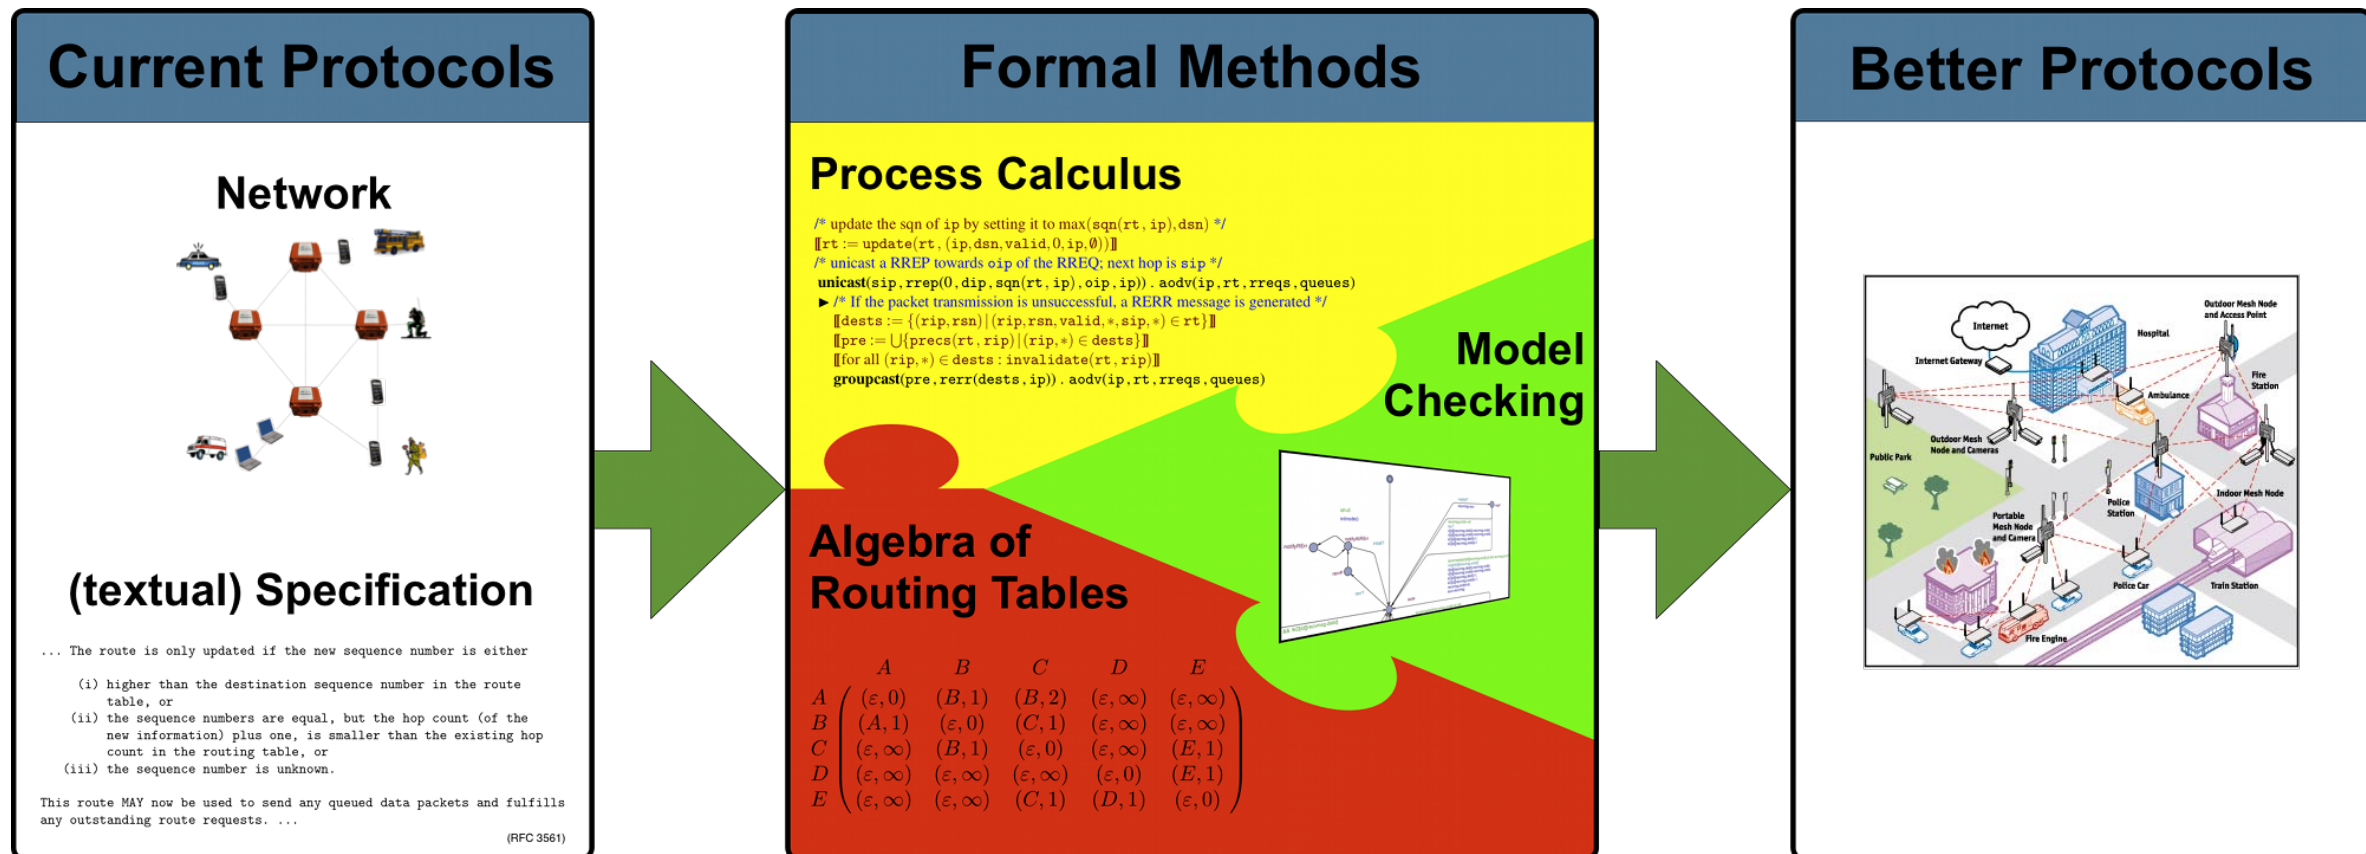 Current Protocols
Network
(textual) Specification
... The route is only updated if the new sequence number is either
(i) higher than the destination sequence number in the route
table, or
(ii) the sequence numbers are equal, but the hop count (of the
new information) plus one, is smaller than the existing hop
count in the routing table, or
(iii) the sequence number is unknown.
This route MAY now be used to send any queued data packets and fulfills
any outstanding route requests. ...
(RFC 3561)
Formal Methods
Process Calculus
/* update the sqn of ip by setting it to max(sqn(rt, ip),dsn) */
⟦rt := update(rt, (ip,dsn,valid,0,ip,∅))⟧
/* unicast a RREP towards oip of the RREQ; next hop is sip */
unicast(sip,rrep(0,dip,sqn(rt,ip),oip,ip)) . aodv(ip,rt,rreqs,queues)
▶ /* If the packet transmission is unsuccessful, a RERR message is generated */
⟦dests := {(rip,rsn)|(rip,rsn,valid,*,sip,*) ∈ rt}⟧
⟦pre := ⋃{precs(rt,rip)|(rip,*) ∈ dests}⟧
⟦for all (rip,*) ∈ dests : invalidate(rt,rip)⟧
groupcast(pre,rerr(dests,ip)) . aodv(ip,rt,rreqs,queues)
Model
Checking
Algebra of
Routing Tables
A B C D E
A (ε,0) (B,1) (B,2) (ε,∞) (ε,∞)
B (A,1) (ε,0) (C,1) (ε,∞) (ε,∞)
C (ε,∞) (B,1) (ε,0) (ε,∞) (E,1)
D (ε,∞) (ε,∞) (ε,∞) (ε,0) (E,1)
E (ε,∞) (ε,∞) (C,1) (D,1) (ε,0)
Better Protocols
Internet
Internet Gateway
Hospital
Outdoor Mesh Node
and Access Point
Fire
Station
Ambulance
Outdoor Mesh
Node and Cameras
Public Park
Police
Station
Indoor Mesh Node
Portable
Mesh Node
and Camera
Police Car
Train Station
Fire Engine